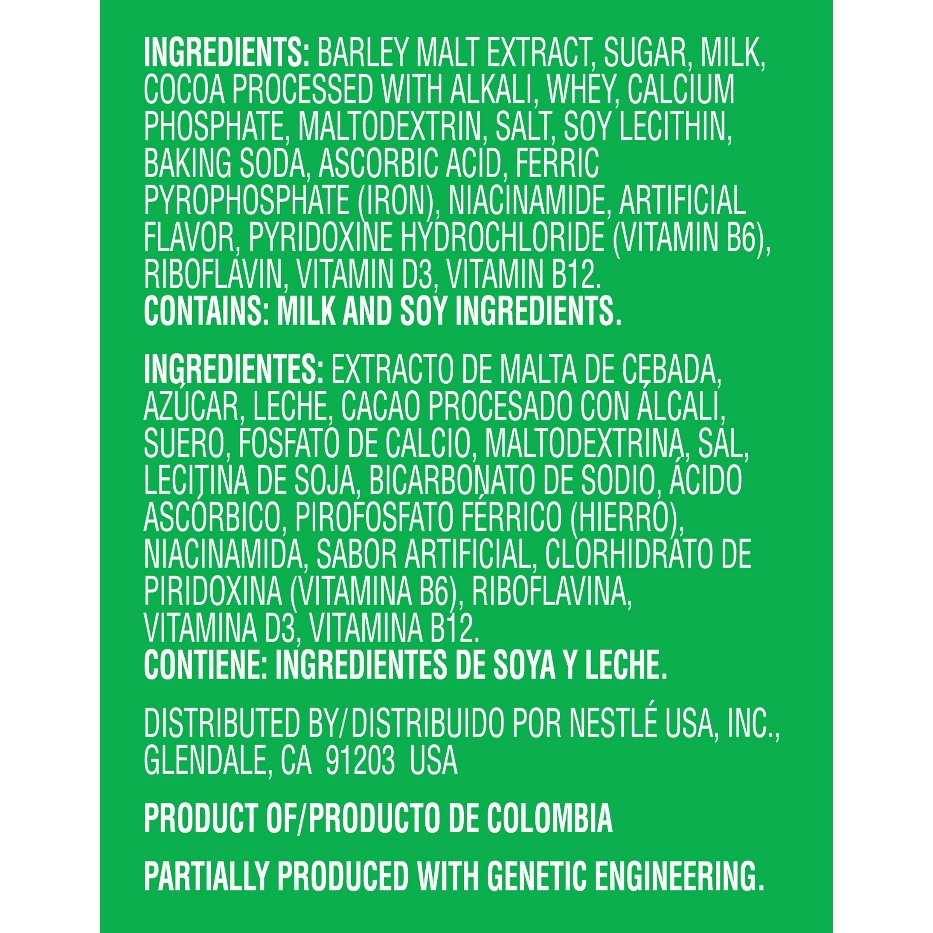 INGREDIENTS: BARLEY MALT EXTRACT, SUGAR, MILK,
COCOA PROCESSED WITH ALKALI, WHEY, CALCIUM
PHOSPHATE, MALTODEXTRIN, SALT, SOY LECITHIN,
BAKING SODA, ASCORBIC ACID, FERRIC
PYROPHOSPHATE (IRON), NIACINAMIDE, ARTIFICIAL
FLAVOR, PYRIDOXINE HYDROCHLORIDE (VITAMIN B6),
RIBOFLAVIN, VITAMIN D3, VITAMIN B12.
CONTAINS: MILK AND SOY INGREDIENTS.
INGREDIENTES: EXTRACTO DE MALTA DE CEBADA,
AZÚCAR, LECHE, CACAO PROCESADO CON ÁLCALI,
SUERO, FOSFATO DE CALCIO, MALTODEXTRINA, SAL,
LECITINA DE SOJA, BICARBONATO DE SODIO, ÁCIDO
ASCÓRBICO, PIROFOSFATO FÉRRICO (HIERRO),
NIACINAMIDA, SABOR ARTIFICIAL, CLORHIDRATO DE
PIRIDOXINA (VITAMINA B6), RIBOFLAVINA,
VITAMINA D3, VITAMINA B12.
CONTIENE: INGREDIENTES DE SOYA Y LECHE.
DISTRIBUTED BY/DISTRIBUIDO POR NESTLÉ USA, INC.,
GLENDALE, CA 91203 USA
PRODUCT OF/PRODUCTO DE COLOMBIA
PARTIALLY PRODUCED WITH GENETIC ENGINEERING.